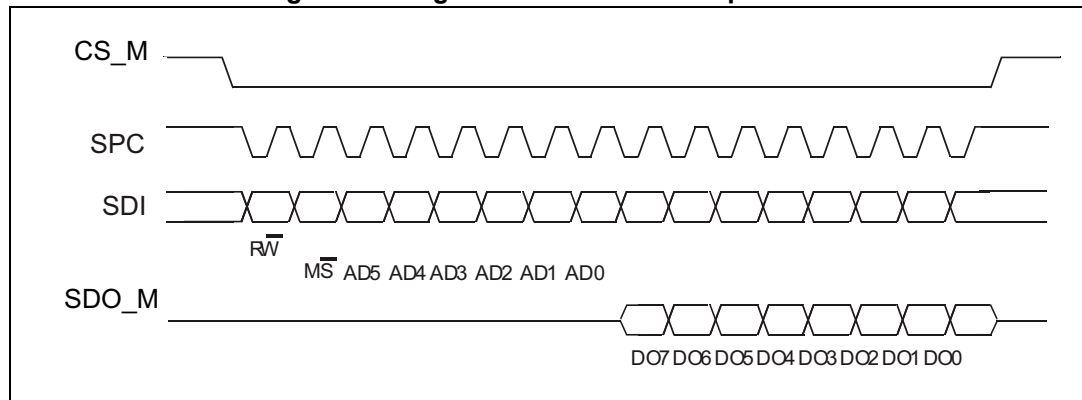 CS_M
SPC
SDI
RW
MS AD5 AD4 AD3 AD2 AD1 AD0
SDO_M
DO7 DO6 DO5 DO4 DO3 DO2 DO1 DO0